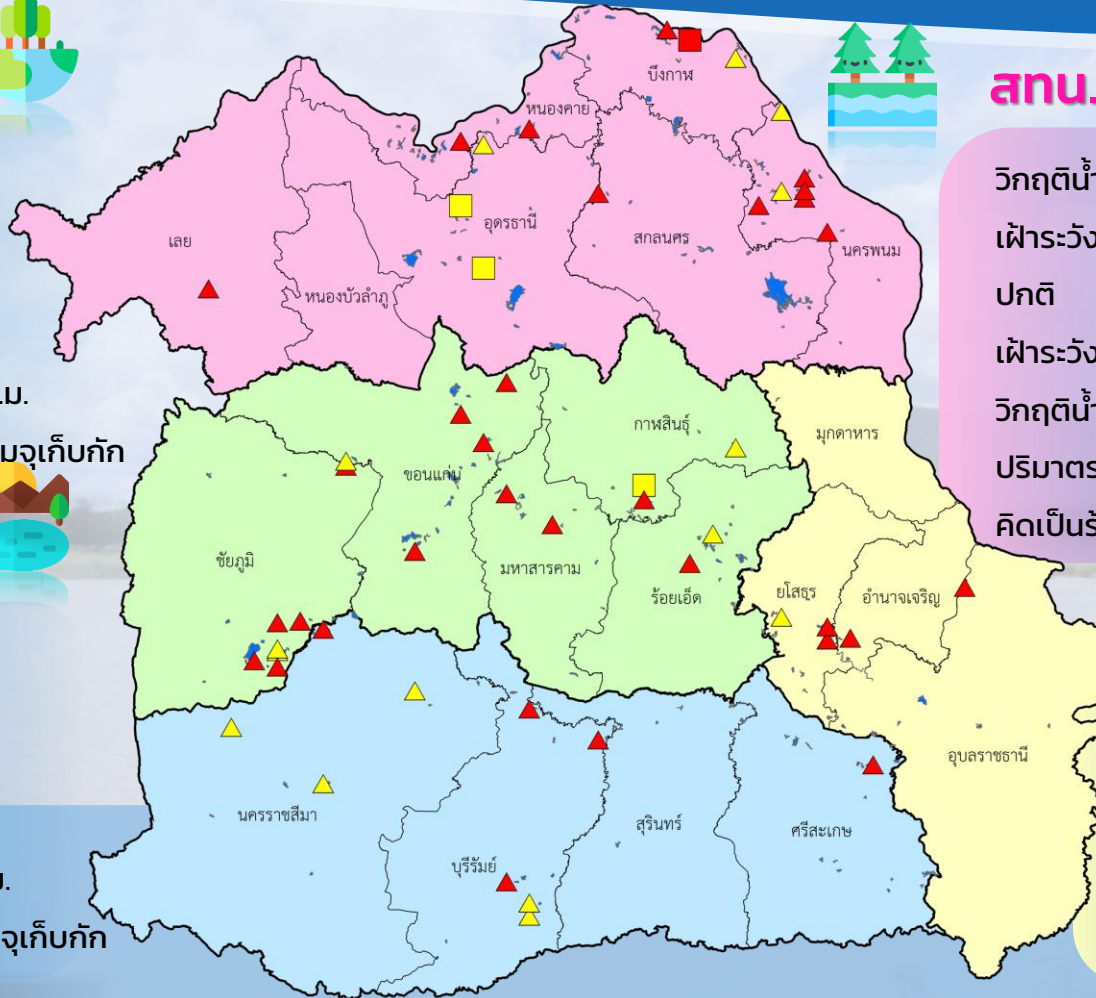 สทน.
วิกฤติน้ำ
เฝ้าระวัง
ปกติ
เฝ้าระวัง
วิกฤติน้ำ
ปริมาตร
คิดเป็นร้
บึงกาฬ
หนองคาย
เลย
อุดรธานี
สกลนคร
นครพนม
หนองบัวลำภู
.ม.
มจุเก็บกัก
กาฬสินธุ์
มุกดาหาร
ขอนแก่น
ชัยภูมิ
มหาสารคาม
ร้อยเอ็ด
ยโสธร
อำนาจเจริญ
อุบลราชธานี
นครราชสีมา
บุรีรัมย์
สุรินทร์
ศรีสะเกษ
ม.
จุเก็บกัก